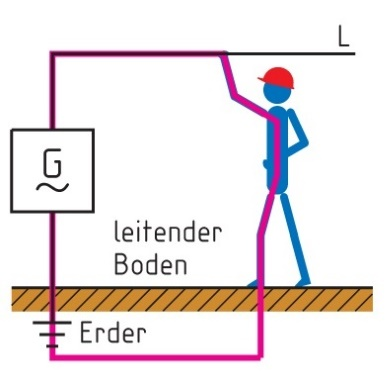 L
G
~
leitender
Boden
Erder